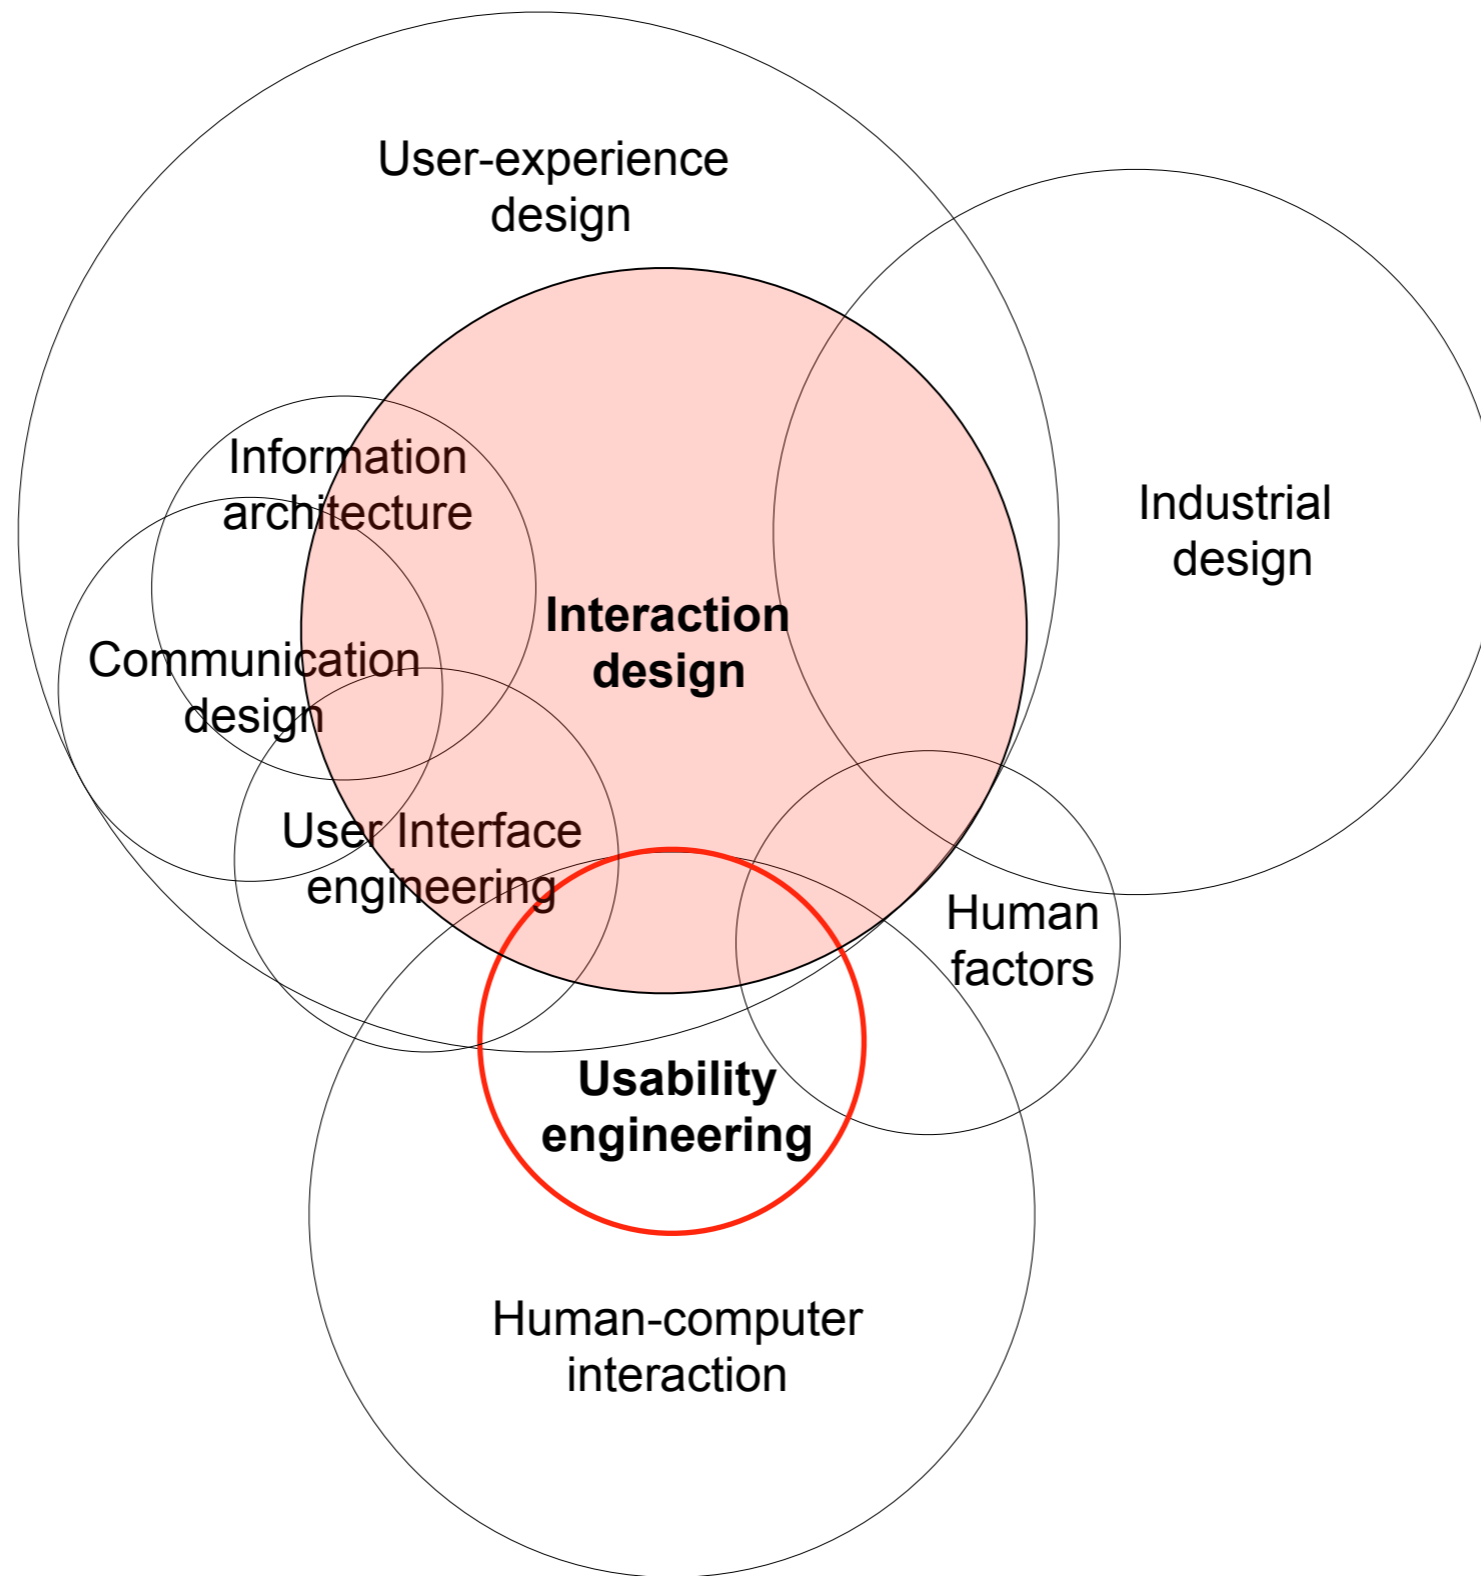 User-experience
design
Information
architecture
Industrial
design
Interaction
design
Communication
design
User Interface
engineering
Human
factors
Usability
engineering
Human-computer
interaction